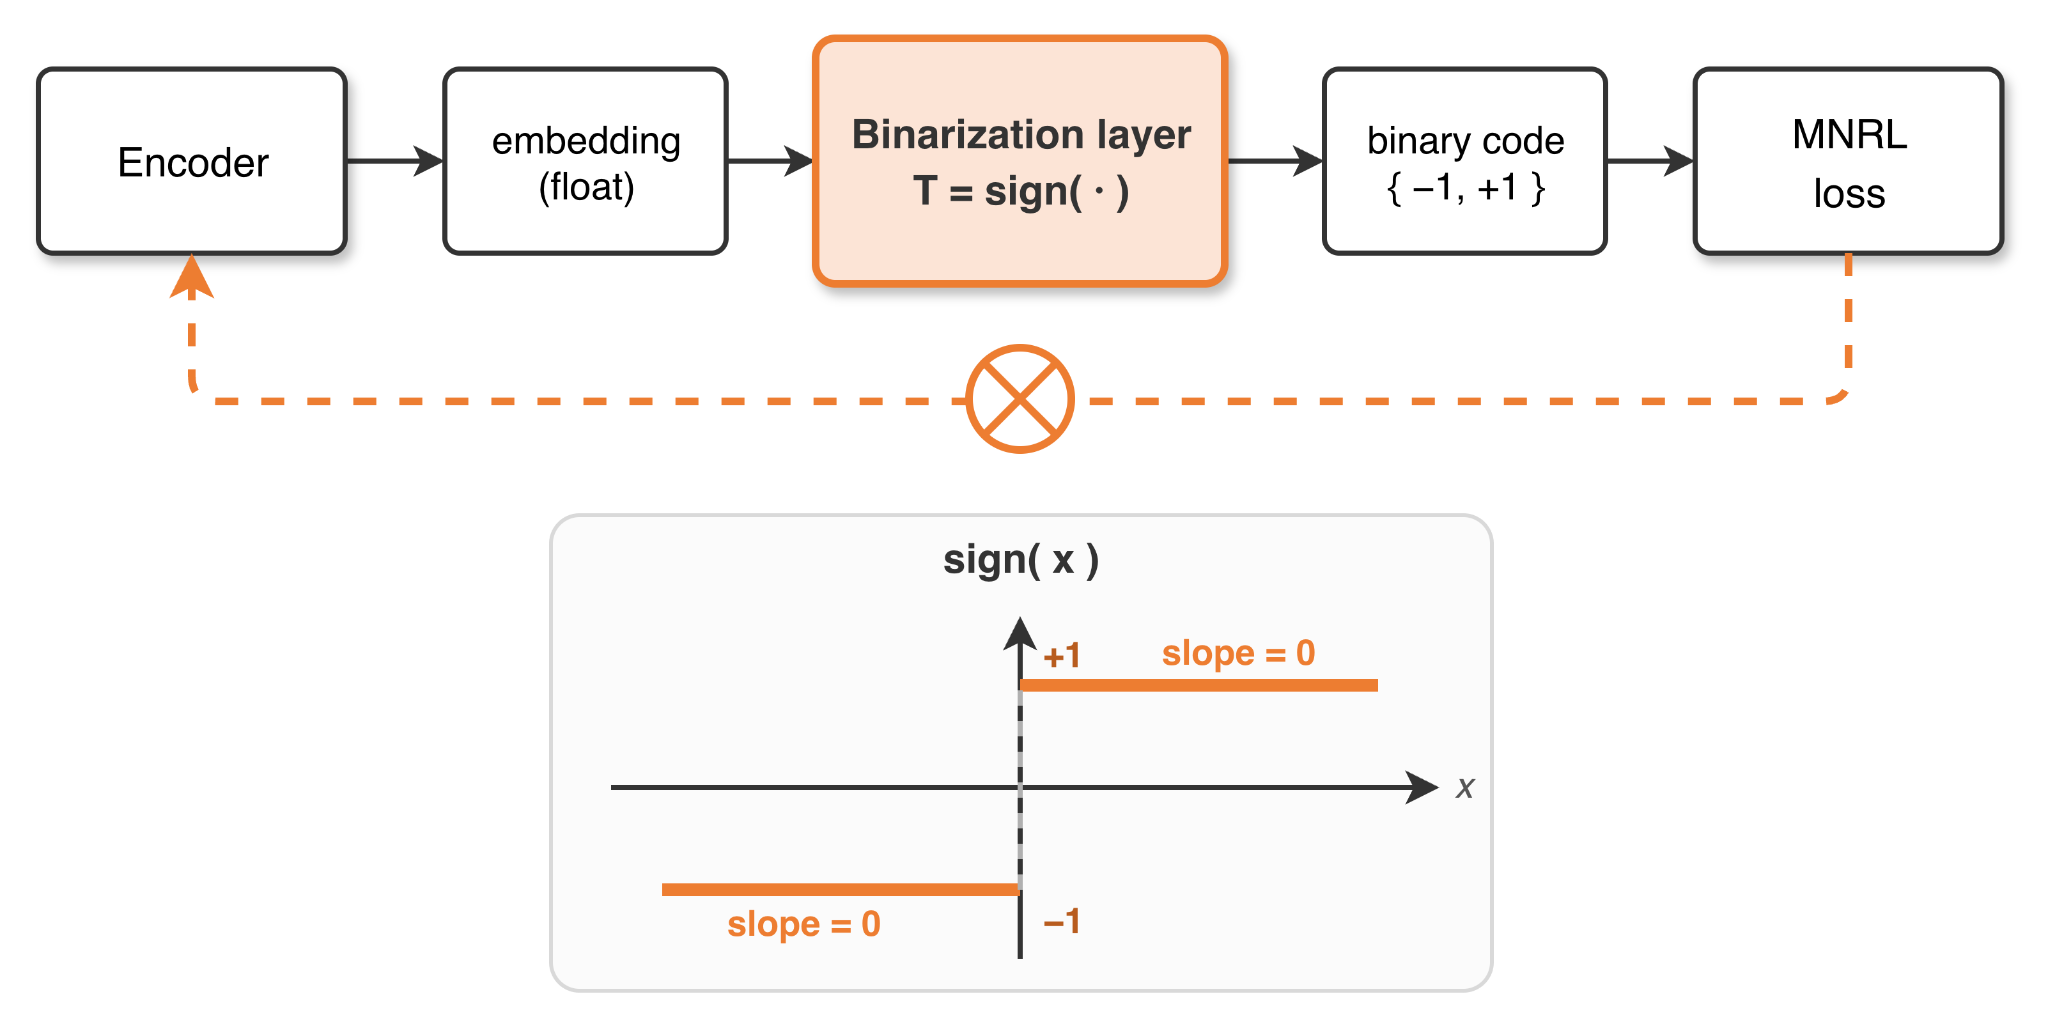 Encoder
embedding
(float)
Binarization layer
T = sign( · )
binary code
{ −1, +1 }
MNRL
loss
sign( x )
+1
slope = 0
x
slope = 0
−1